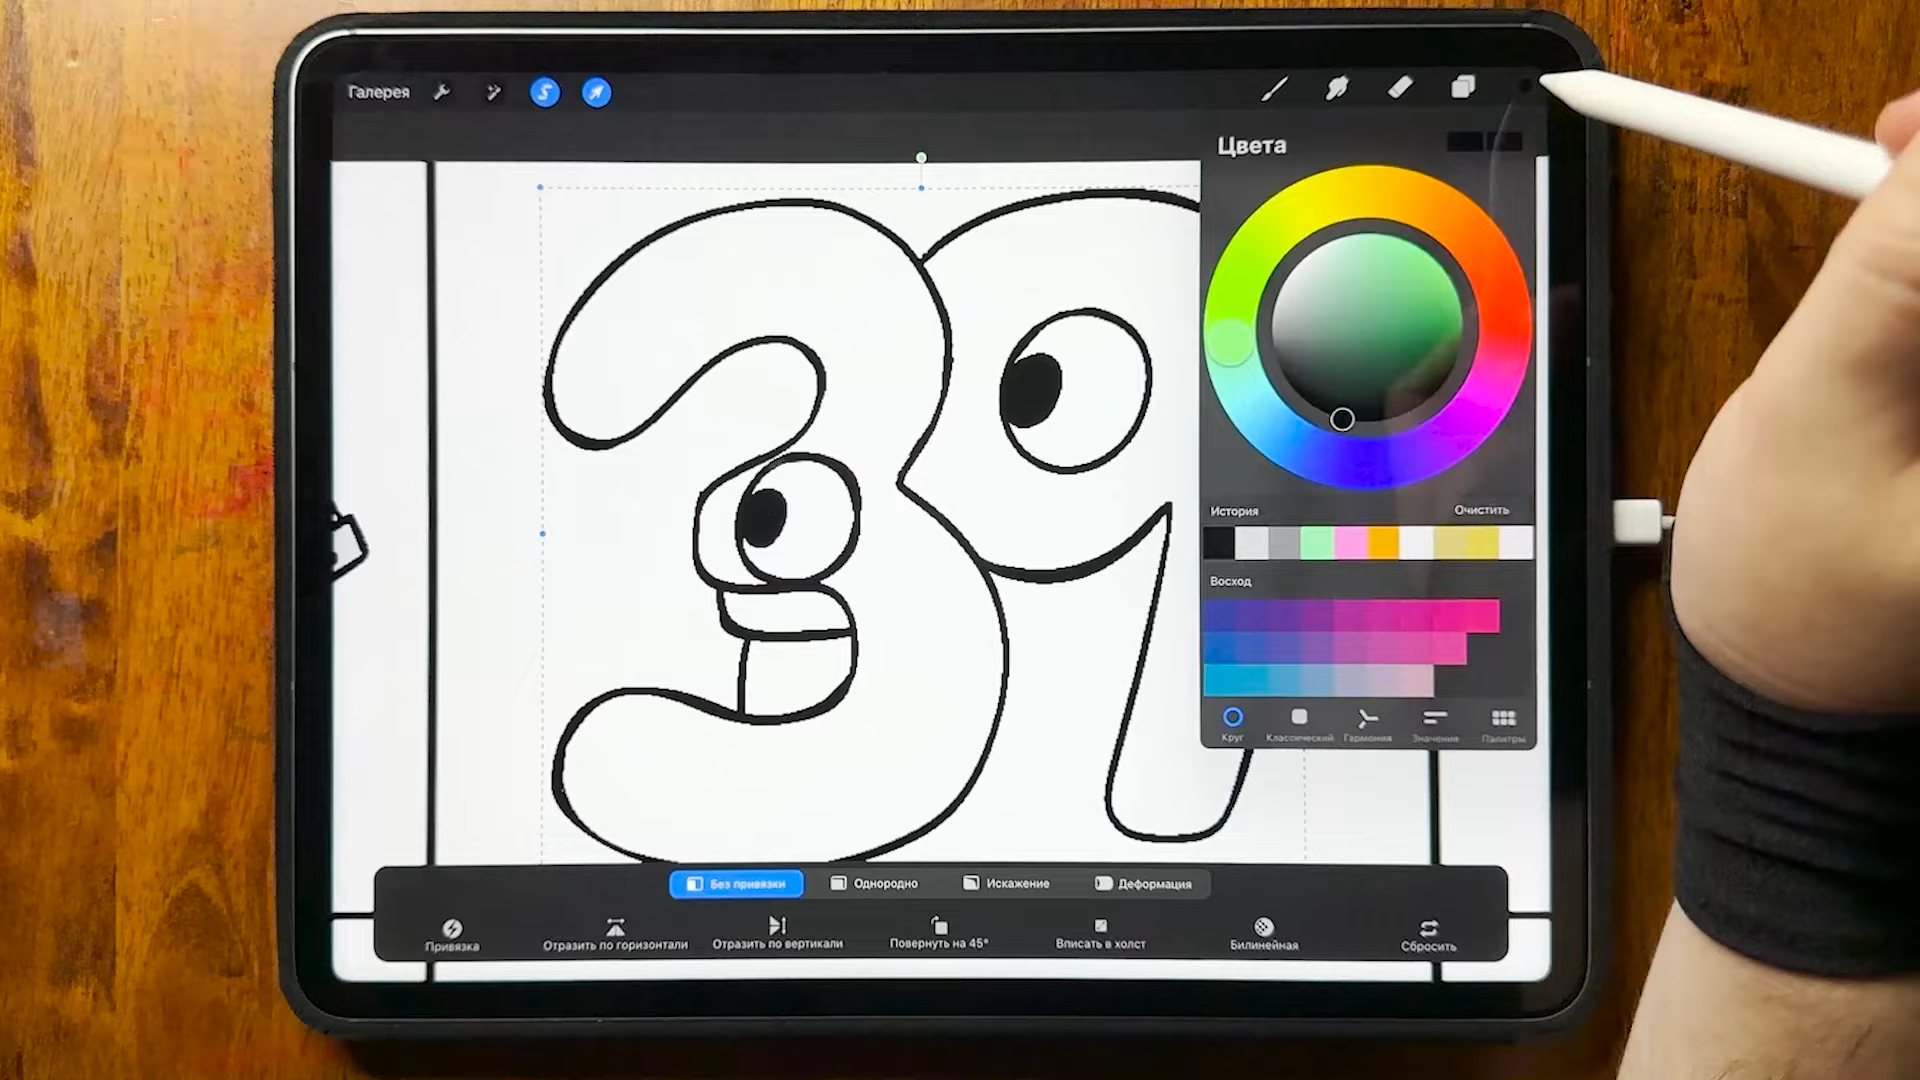 Галерея
Цвета
39
История
Очистить
Восход
Круг
Классический
Гармония
Значение
Палитры
Без привязки
Однородно
Искажение
Деформация
Привязка
Отразить по горизонтали
Отразить по вертикали
Повернуть на 45°
Вписать в холст
Билинейная
Сбросить